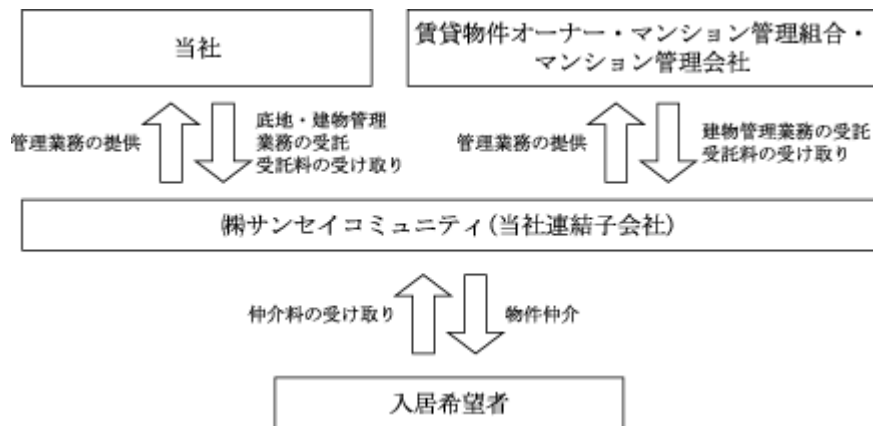 当社
賃貸物件オーナー・マンション管理組合・
マンション管理会社
管理業務の提供
底地・建物管理
業務の受託
受託料の受け取り
管理業務の提供
建物管理業務の受託
受託料の受け取り
㈱サンセイコミュニティ(当社連結子会社)
仲介料の受け取り
物件仲介
入居希望者